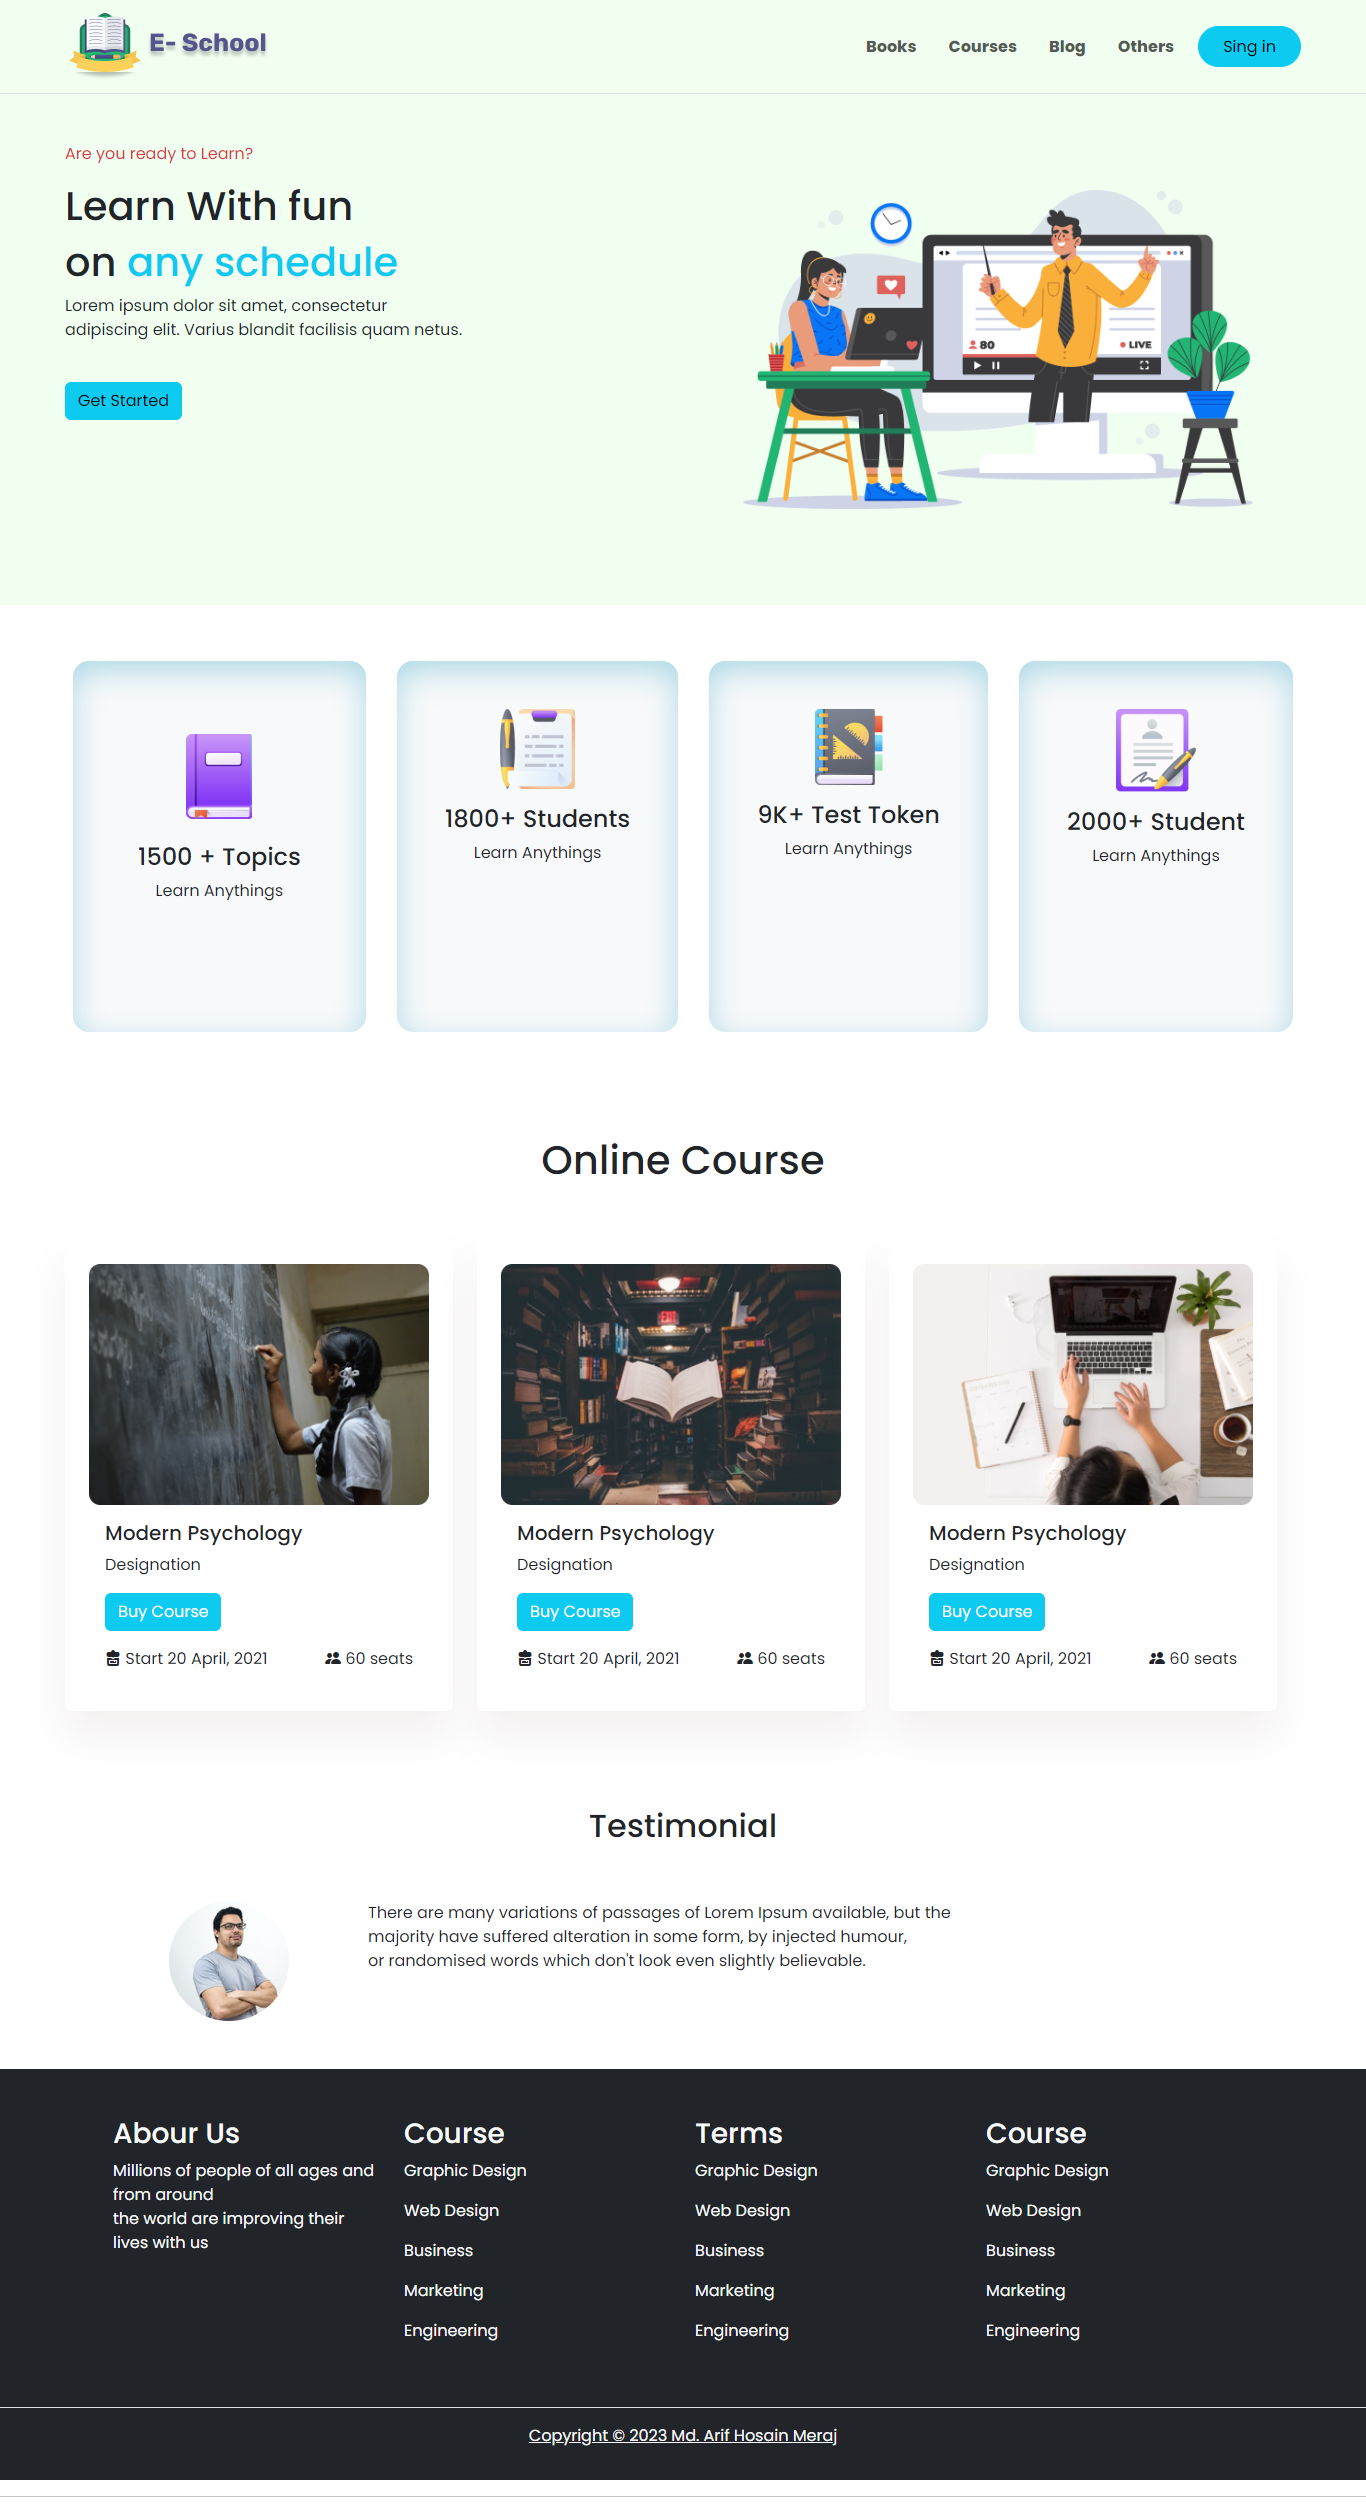 E- School
Books Courses Blog Others Sing in
Are you ready to Learn?
Learn With fun
on any schedule
Lorem ipsum dolor sit amet, consectetur
adipiscing elit. Varius blandit facilisis quam netus.
Get Started
80
LIVE
1500 + Topics
Learn Anythings
1800+ Students
Learn Anythings
9K+ Test Token
Learn Anythings
2000+ Student
Learn Anythings
Online Course
EXIT
Modern Psychology
Designation
Buy Course
Start 20 April, 2021 60 seats
Modern Psychology
Designation
Buy Course
Start 20 April, 2021 60 seats
Modern Psychology
Designation
Buy Course
Start 20 April, 2021 60 seats
Testimonial
There are many variations of passages of Lorem Ipsum available, but the
majority have suffered alteration in some form, by injected humour,
or randomised words which don't look even slightly believable.
Abour Us
Millions of people of all ages and
from around
the world are improving their
lives with us
Course
Graphic Design
Web Design
Business
Marketing
Engineering
Terms
Graphic Design
Web Design
Business
Marketing
Engineering
Course
Graphic Design
Web Design
Business
Marketing
Engineering
Copyright © 2023 Md. Arif Hosain Meraj